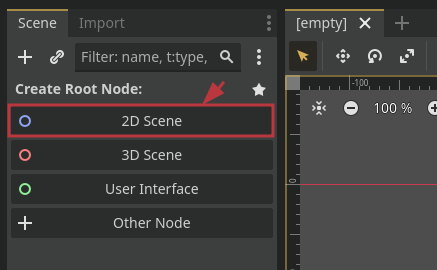 Scene Import
[empty]
Filter: name, t:type,
Create Root Node:
-100
2D Scene
100 %
3D Scene
0
User Interface
Other Node